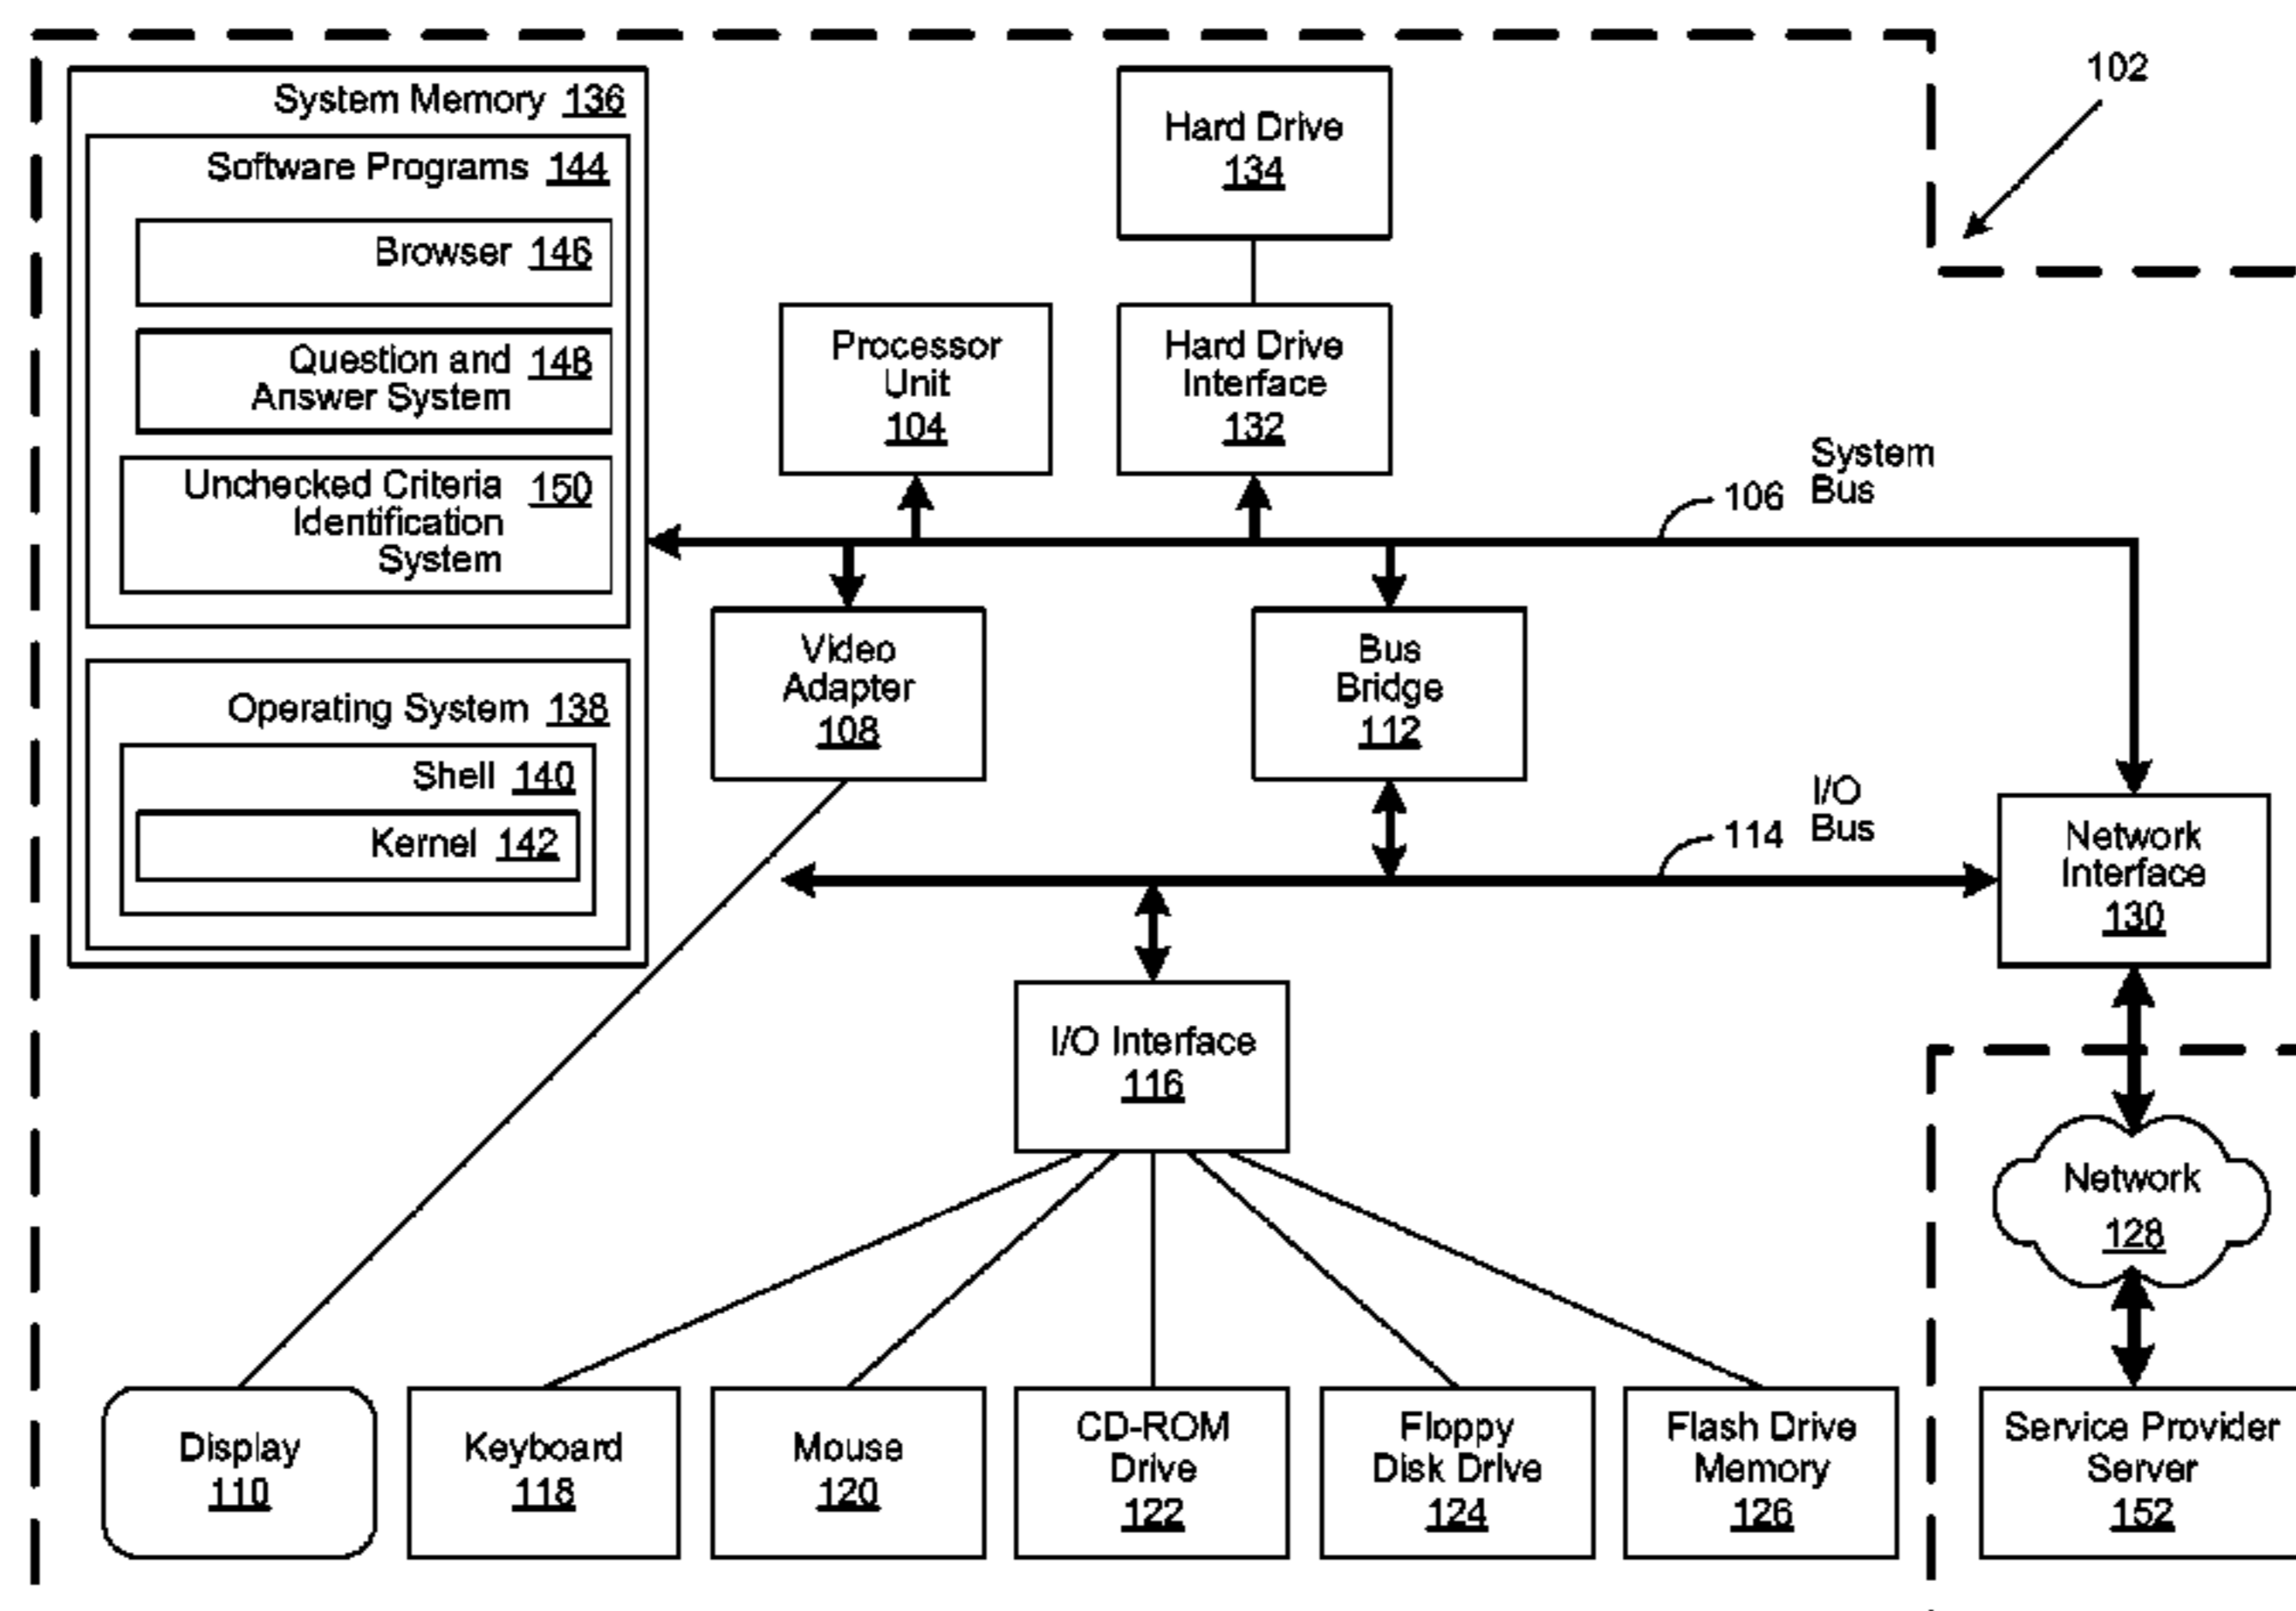 System Memory 136
Software Programs 144
Browser 146
Question and 148
Answer System
Unchecked Criteria 150
Identification
System
Operating System 138
Shell 140
Kernel 142
Hard Drive
134
102
Processor
Unit
104
Hard Drive
Interface
132
106 System
Bus
Video
Adapter
108
Bus
Bridge
112
114 I/O
Bus
Network
Interface
130
I/O Interface
116
Network
128
Display
110
Keyboard
118
Mouse
120
CD-ROM
Drive
122
Floppy
Disk Drive
124
Flash Drive
Memory
126
Service Provider
Server
152